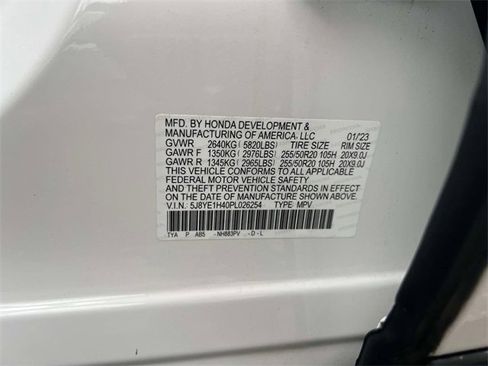 MFD. BY HONDA DEVELOPMENT &
MANUFACTURING OF AMERICA, LLC 01/23
GVWR 2640KG (5820LBS) TIRE SIZE RIM SIZE
GAWR F 1350KG (2976LBS) 255/50R20 105H 20X9.0J
GAWR R 1345KG (2965LBS) 255/50R20 105H 20X9.0J
THIS VEHICLE CONFORMS TO ALL APPLICABLE
FEDERAL MOTOR VEHICLE SAFETY
AND THEFT PREVENTION STANDARDS IN EFFECT
ON THE DATE OF MANUFACTURE SHOWN ABOVE.
V.I.N.: 5J8YE1H40PL026254 TYPE: MPV
TYA P AB5 -NH883PV -D-L